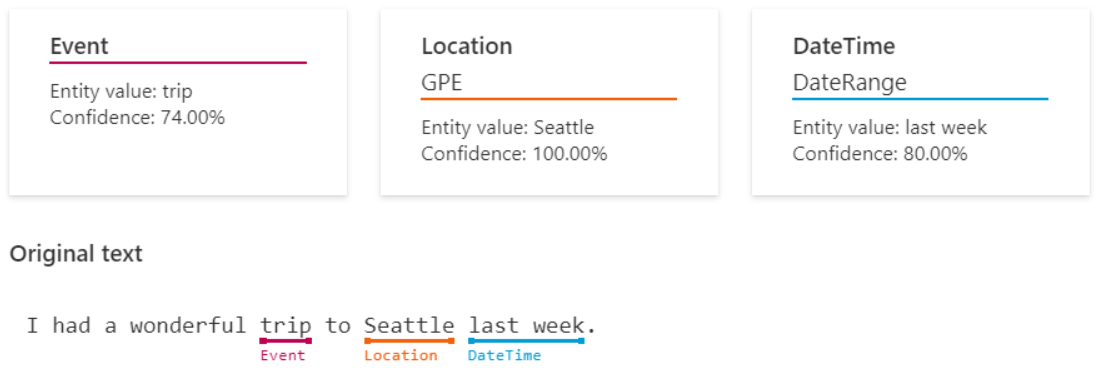 Event
Entity value: trip
Confidence: 74.00%
Location
GPE
Entity value: Seattle
Confidence: 100.00%
DateTime
DateRange
Entity value: last week
Confidence: 80.00%
Original text
I had a wonderful trip to Seattle last week.
Event Location DateTime